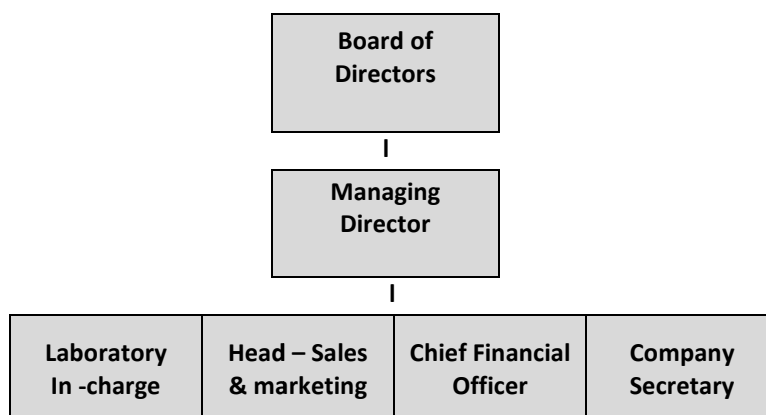 Board of
Directors
I
Managing
Director
I
Laboratory
In -charge
Head – Sales
& marketing
Chief Financial
Officer
Company
Secretary